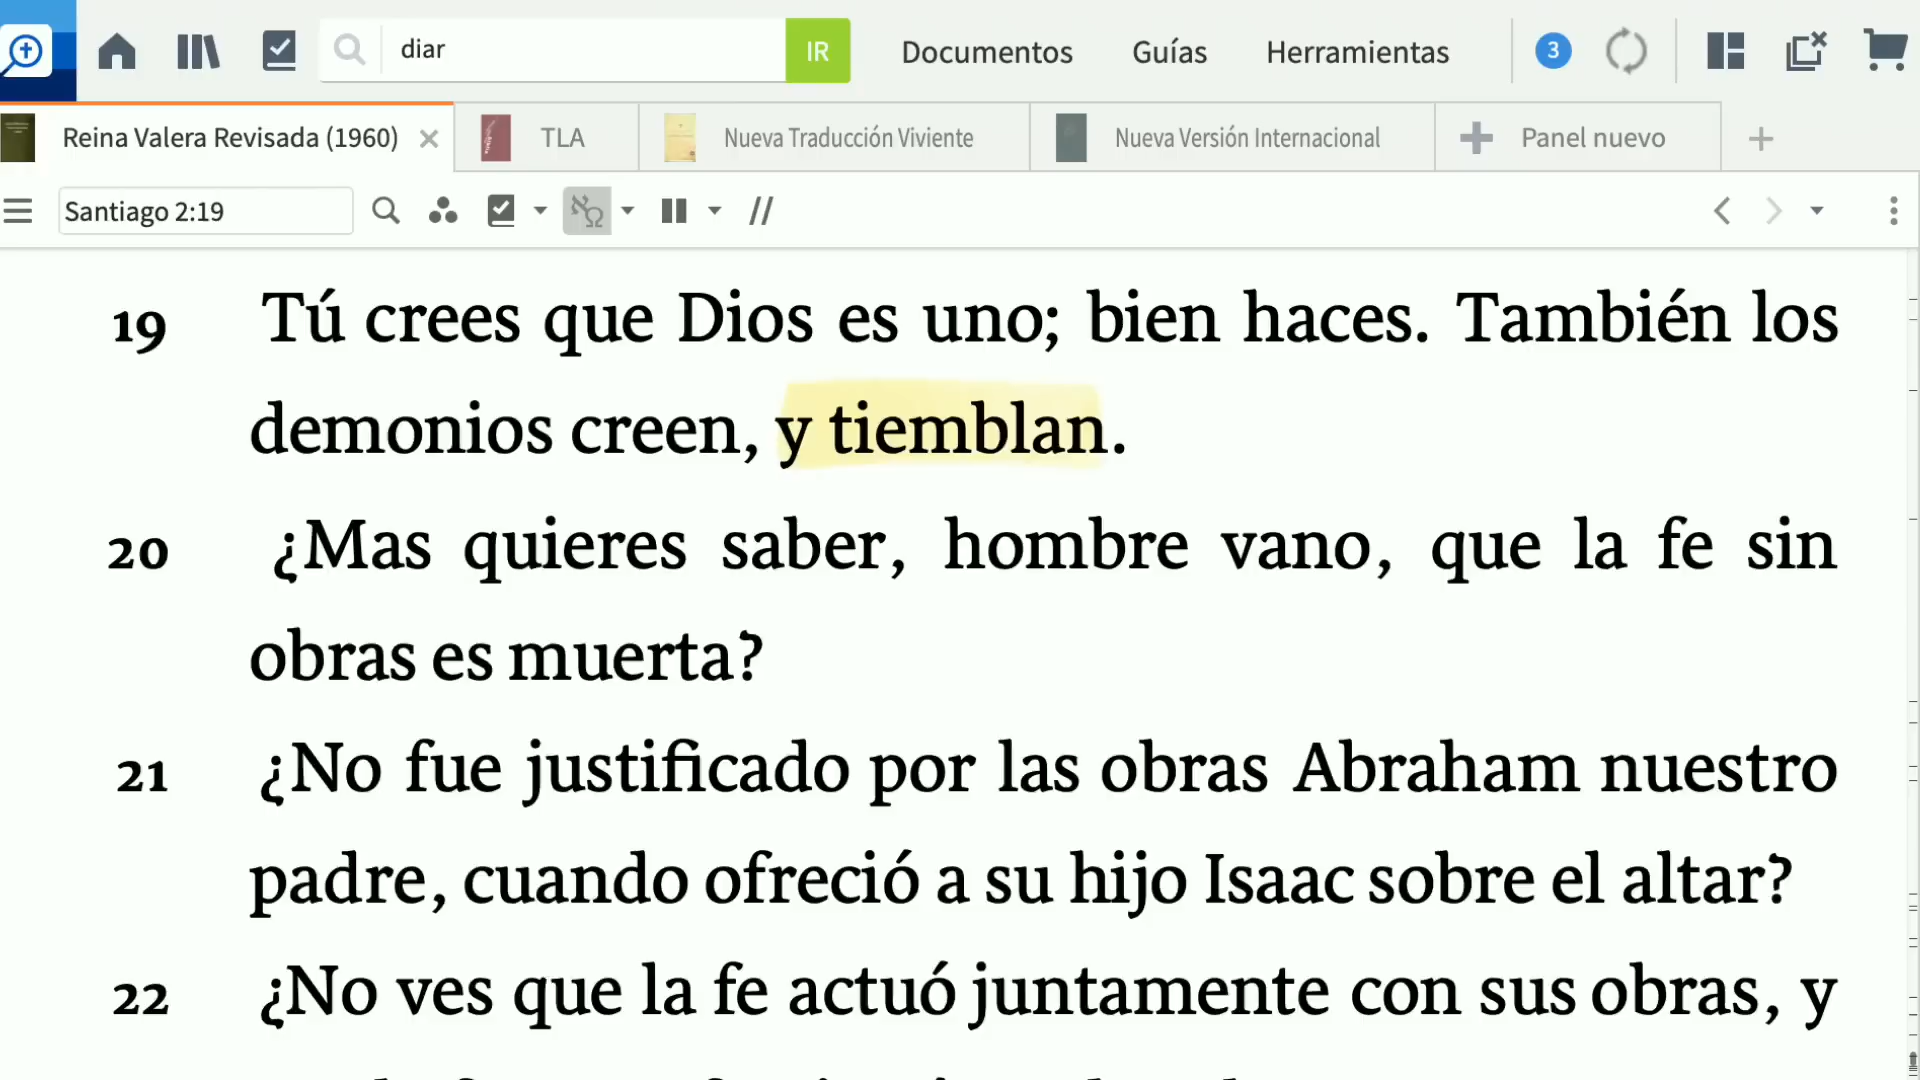 diar
IR
Documentos
Guías
Herramientas
3
Reina Valera Revisada (1960)
TLA
Nueva Traducción Viviente
Nueva Versión Internacional
Panel nuevo
Santiago 2:19
19 Tú crees que Dios es uno; bien haces. También los
demonios creen, y tiemblan.
20 ¿Mas quieres saber, hombre vano, que la fe sin
obras es muerta?
21 ¿No fue justificado por las obras Abraham nuestro
padre, cuando ofreció a su hijo Isaac sobre el altar?
22 ¿No ves que la fe actuó juntamente con sus obras, y